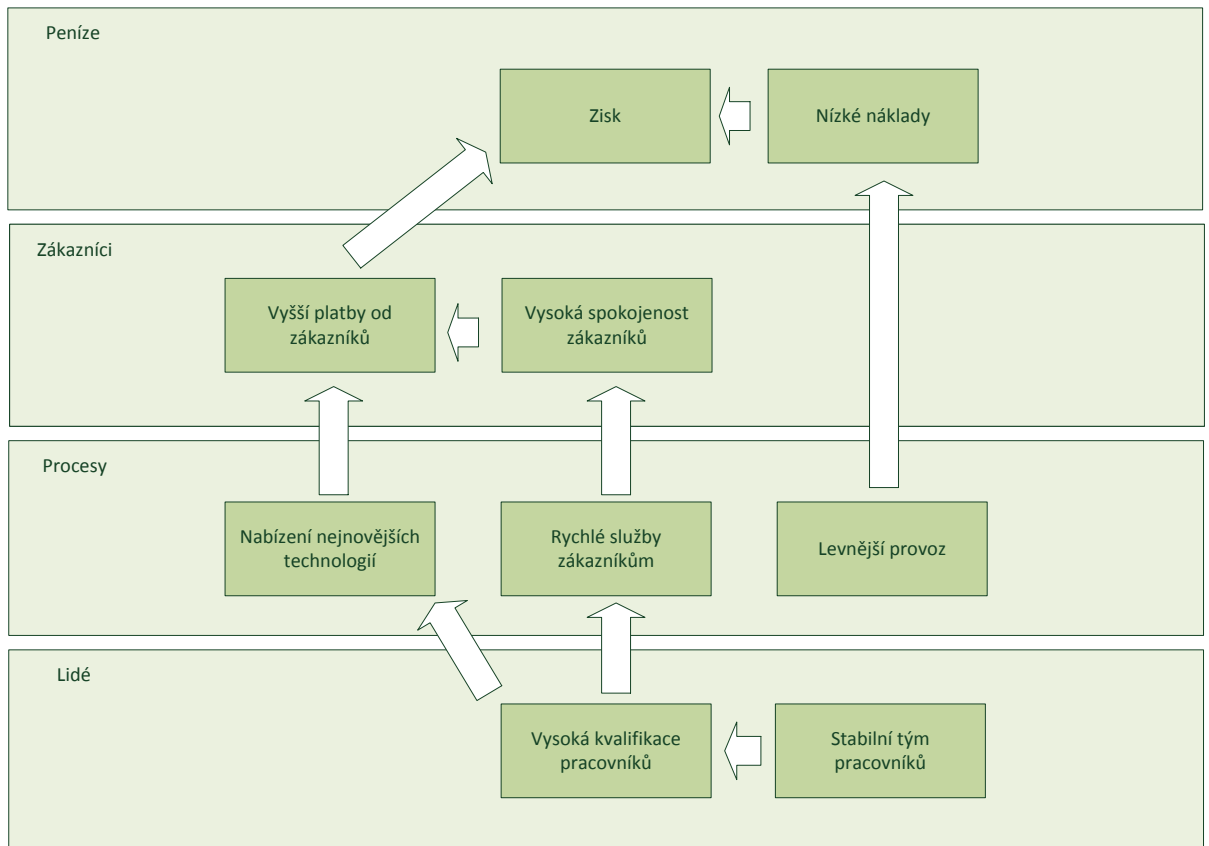 Peníze
Zisk
Nízké náklady
Zákazníci
Vyšší platby od
zákazníků
Vysoká spokojenost
zákazníků
Procesy
Nabízení nejnovějších
technologií
Rychlé služby
zákazníkům
Levnější provoz
Lidé
Vysoká kvalifikace
pracovníků
Stabilní tým
pracovníků